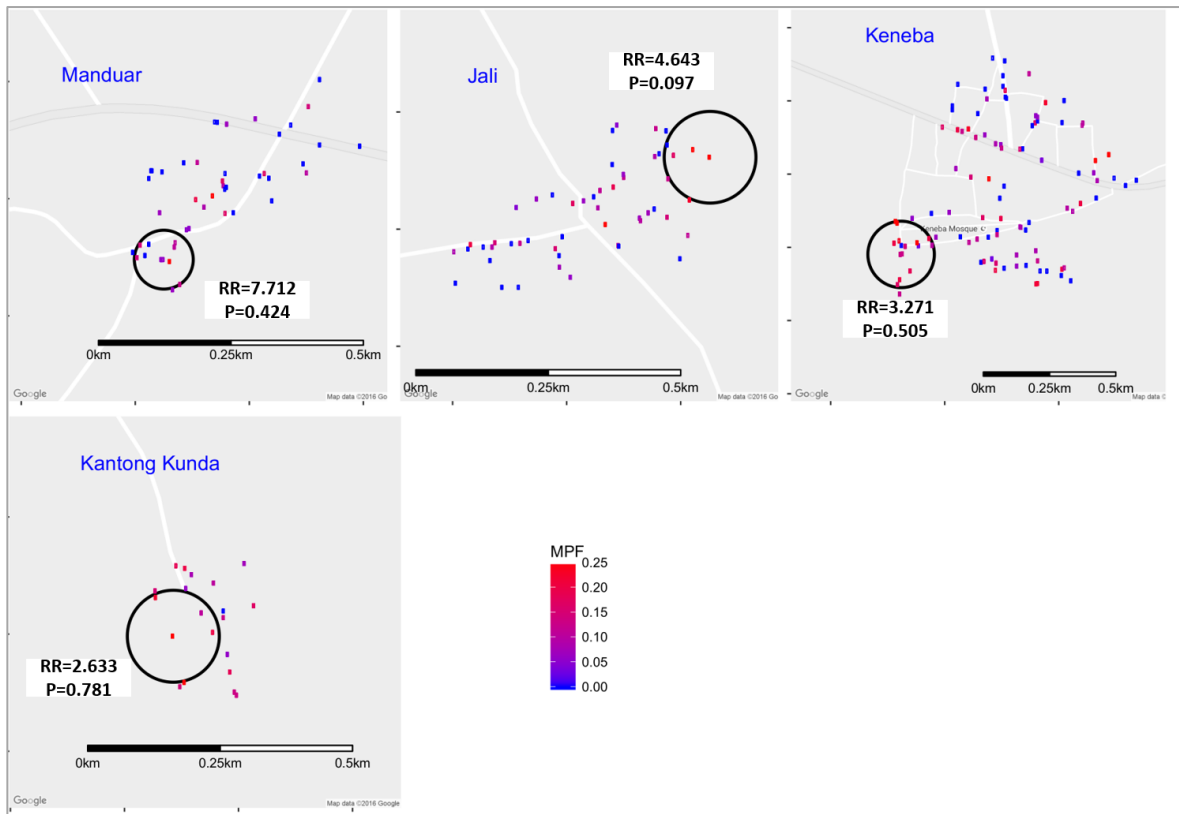 Manduar
RR=7.712
P=0.424
0km
0.25km
0.5km
Google
Map data ©2016 Go
Jali
RR=4.643
P=0.097
0km
0.25km
0.5km
Google
Map data ©2016 Go
Keneba
Keneba Mosque
RR=3.271
P=0.505
0km
0.25km
0.5km
Google
Map data ©2016 G
Kantong Kunda
RR=2.633
P=0.781
0km
0.25km
0.5km
Google
Map data ©2016 Google
MPF
0.25
0.20
0.15
0.10
0.05
0.00